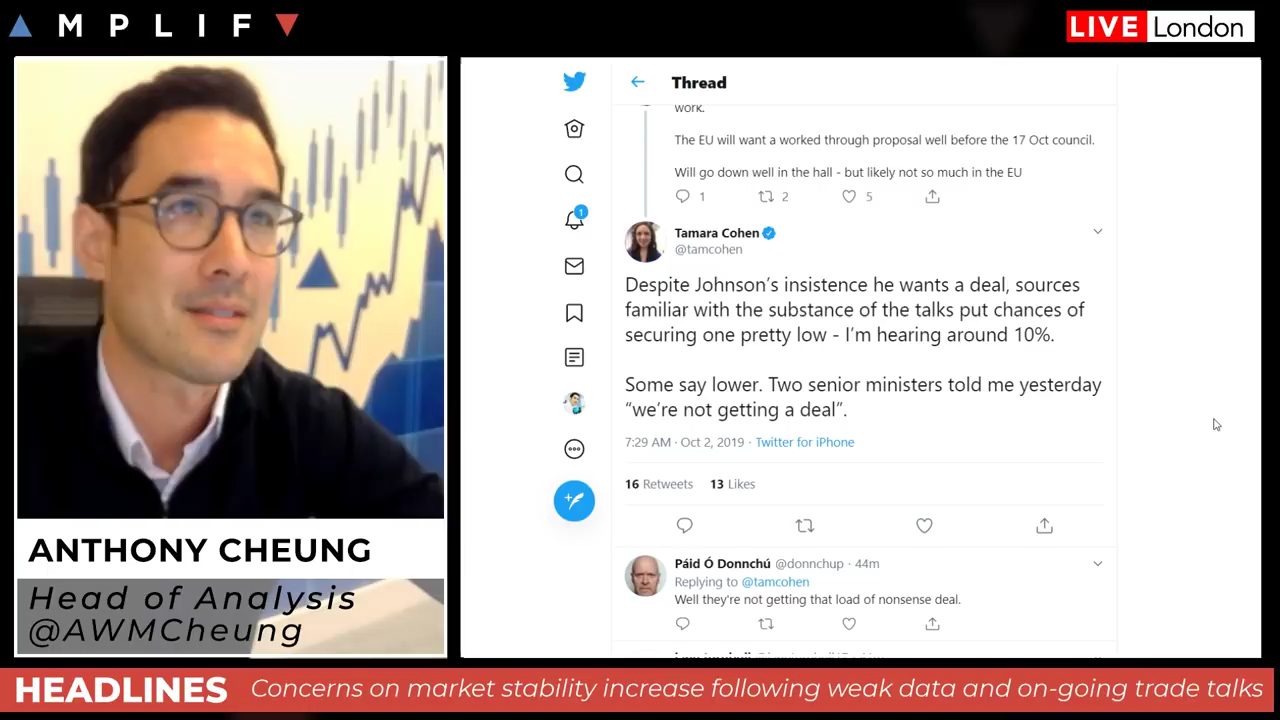 MPLIF
LIVE London
Thread
work.
The EU will want a worked through proposal well before the 17 Oct council.
Will go down well in the hall - but likely not so much in the EU
1 2 5
1
Tamara Cohen
@tamcohen
Despite Johnson’s insistence he wants a deal, sources
familiar with the substance of the talks put chances of
securing one pretty low - I’m hearing around 10%.
Some say lower. Two senior ministers told me yesterday
“we’re not getting a deal”.
7:29 AM · Oct 2, 2019 · Twitter for iPhone
16 Retweets 13 Likes
Páid Ó Donnchú @donnchup · 44m
Replying to @tamcohen
Well they're not getting that load of nonsense deal.
ANTHONY CHEUNG
Head of Analysis
@AWMCheung
HEADLINES Concerns on market stability increase following weak data and on-going trade talks